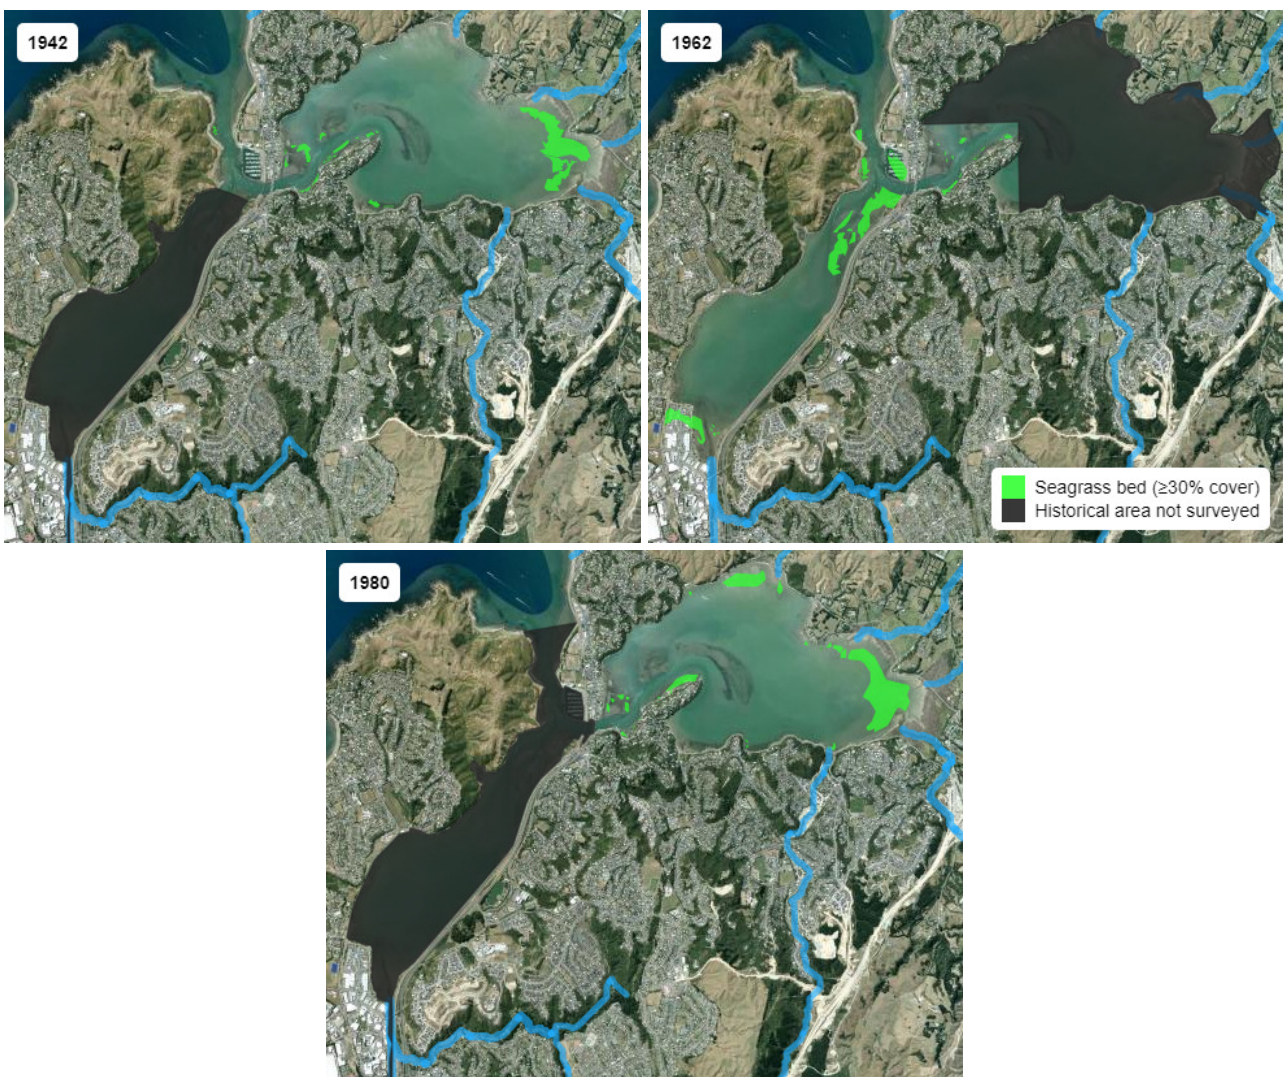 1942
1962
Seagrass bed (≥30% cover)
Historical area not surveyed
1980